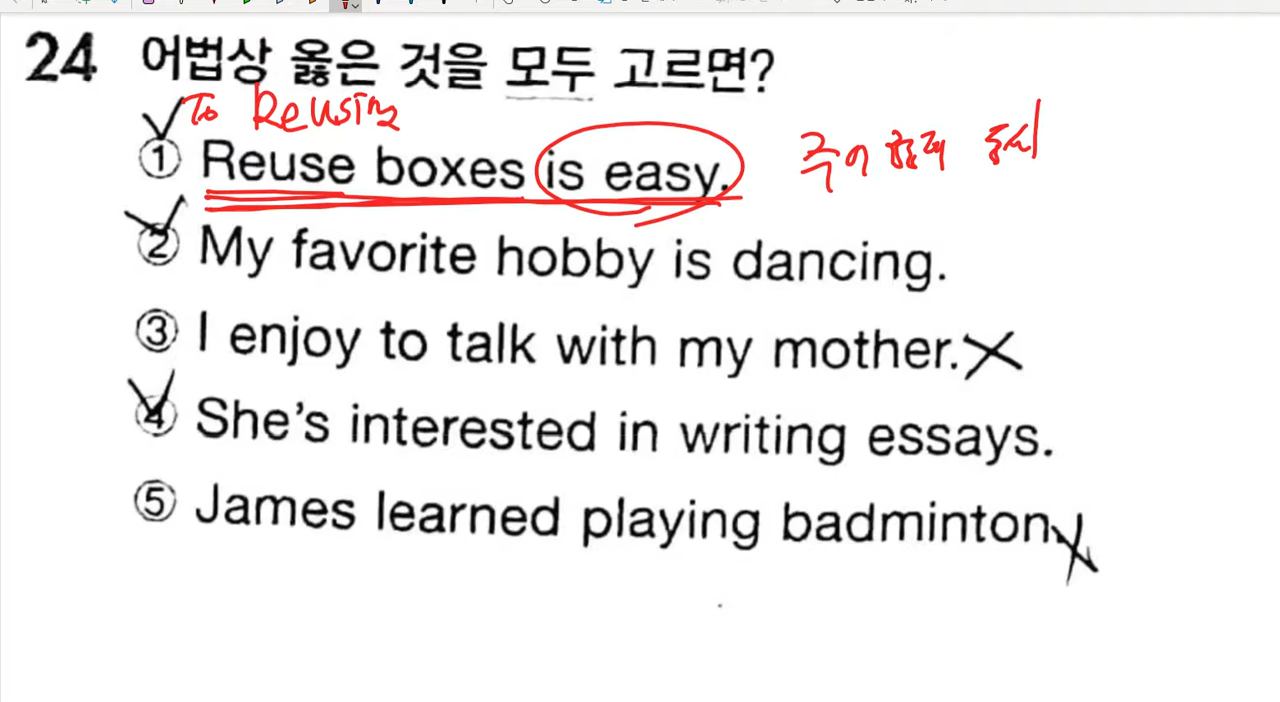 24 어법상 옳은 것을 모두 고르면?
To Reusing
① Reuse boxes is easy.
주어
② My favorite hobby is dancing.
③ I enjoy to talk with my mother.
④ She's interested in writing essays.
⑤ James learned playing badminton.